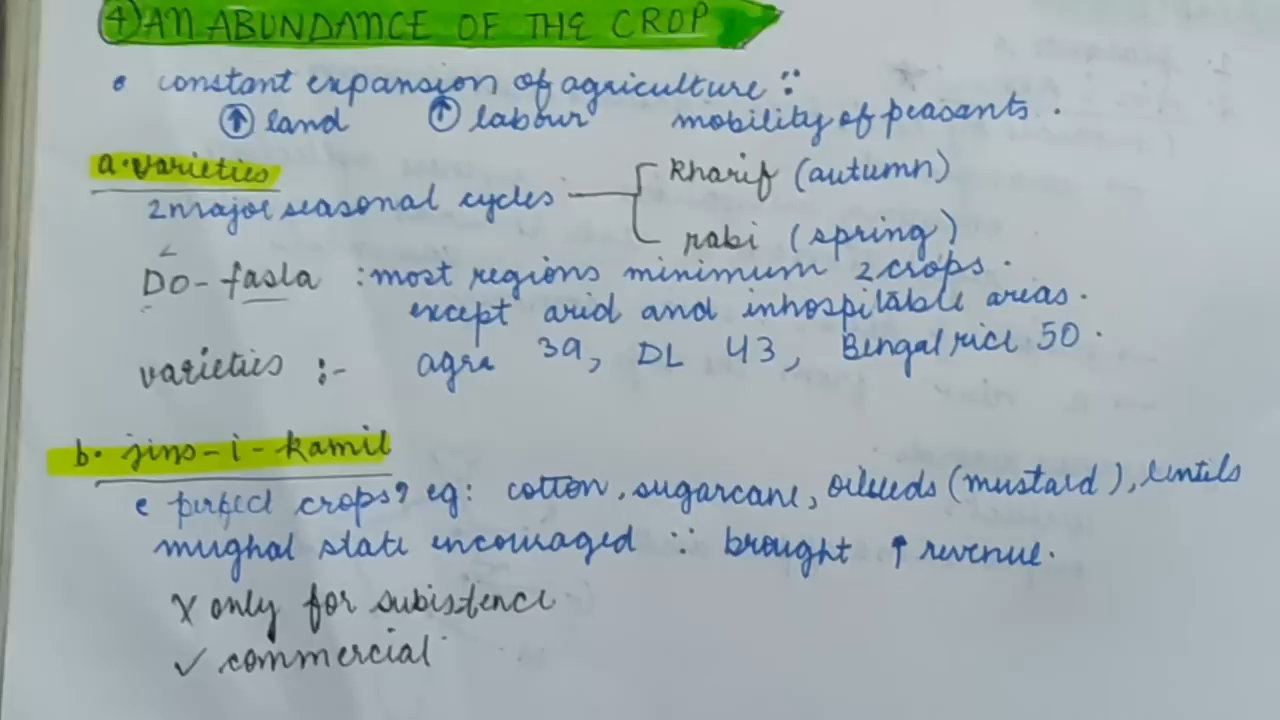 ④ AN ABUNDANCE OF THE CROP
• constant expansion of agriculture ∵
↑ land ↑ labour mobility of peasants .
a. varieties
2 major seasonal cycles
Kharif (autumn)
rabi (spring)
Do-fasla : most regions minimum 2 crops .
except arid and inhospitable areas .
varieties :- agra 39, DL 43, Bengal rice 50 .
b. jins-i-kamil
perfect crops? eg: cotton, sugarcane, oilseeds (mustard), lentils
mughal state encouraged ∵ brought ↑ revenue.
X only for subistence
✓ commercial